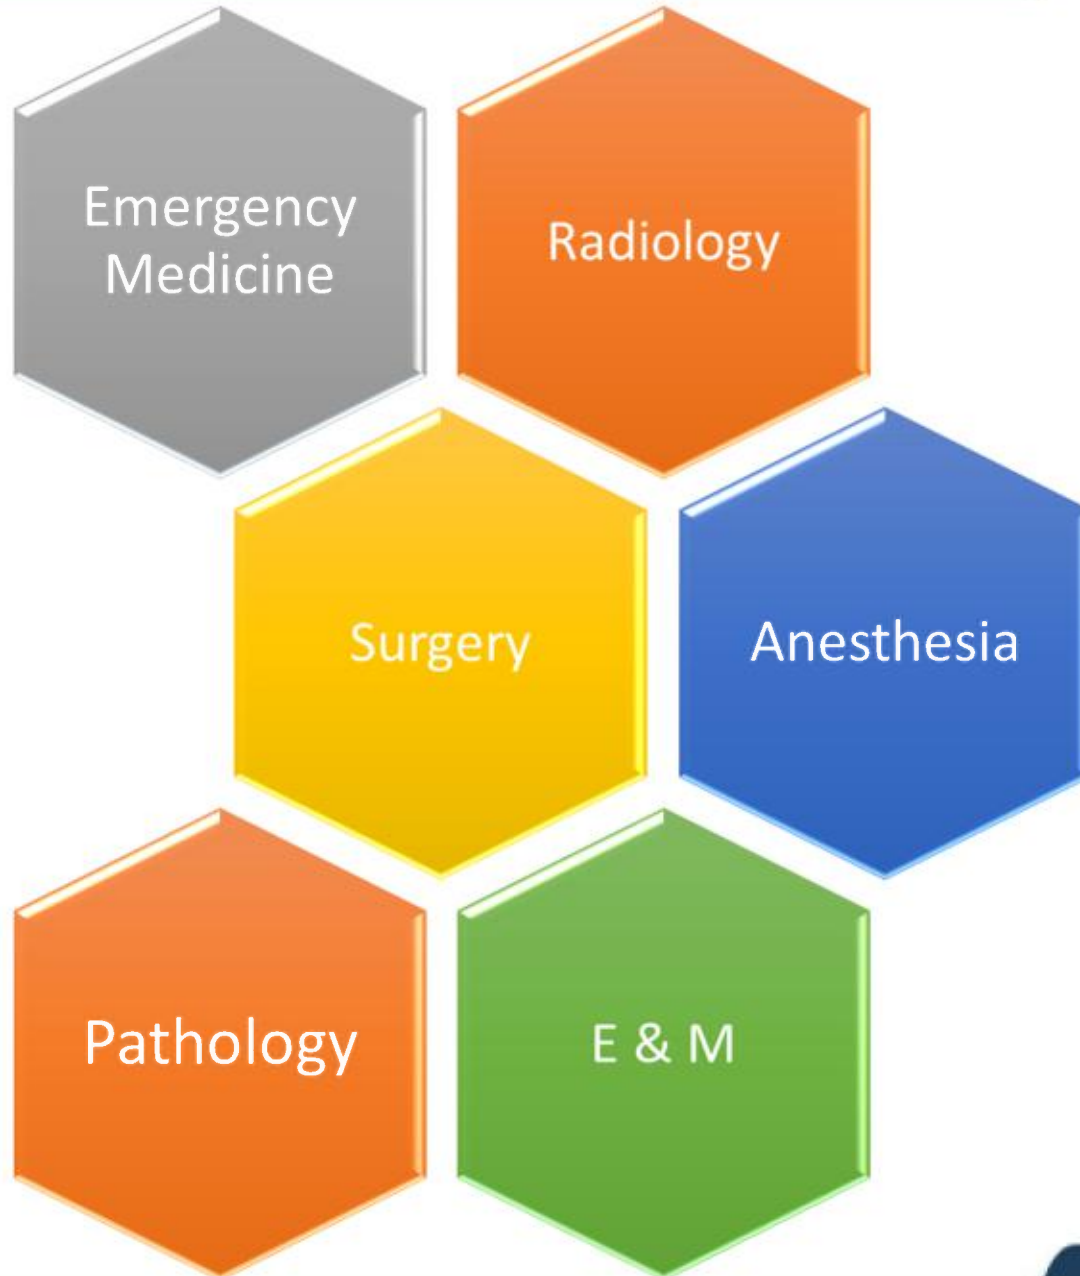 Emergency
Medicine
Radiology
Surgery
Anesthesia
Pathology
E & M